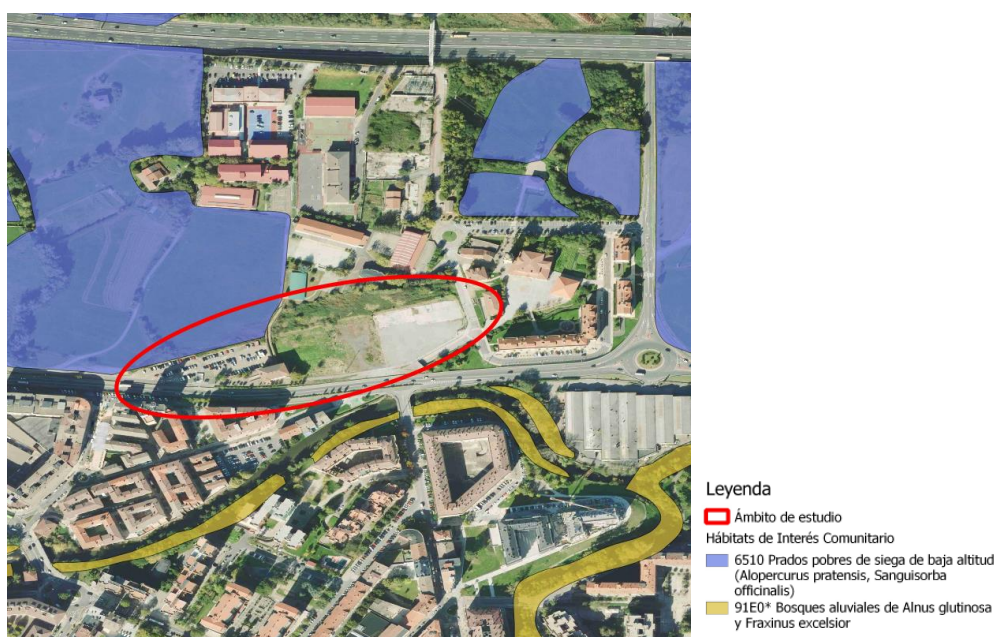 Leyenda
Ámbito de estudio
Hábitats de Interés Comunitario
6510 Prados pobres de siega de baja altitud
(Alopercurus pratensis, Sanguisorba
officinalis)
91E0* Bosques aluviales de Alnus glutinosa
y Fraxinus excelsior